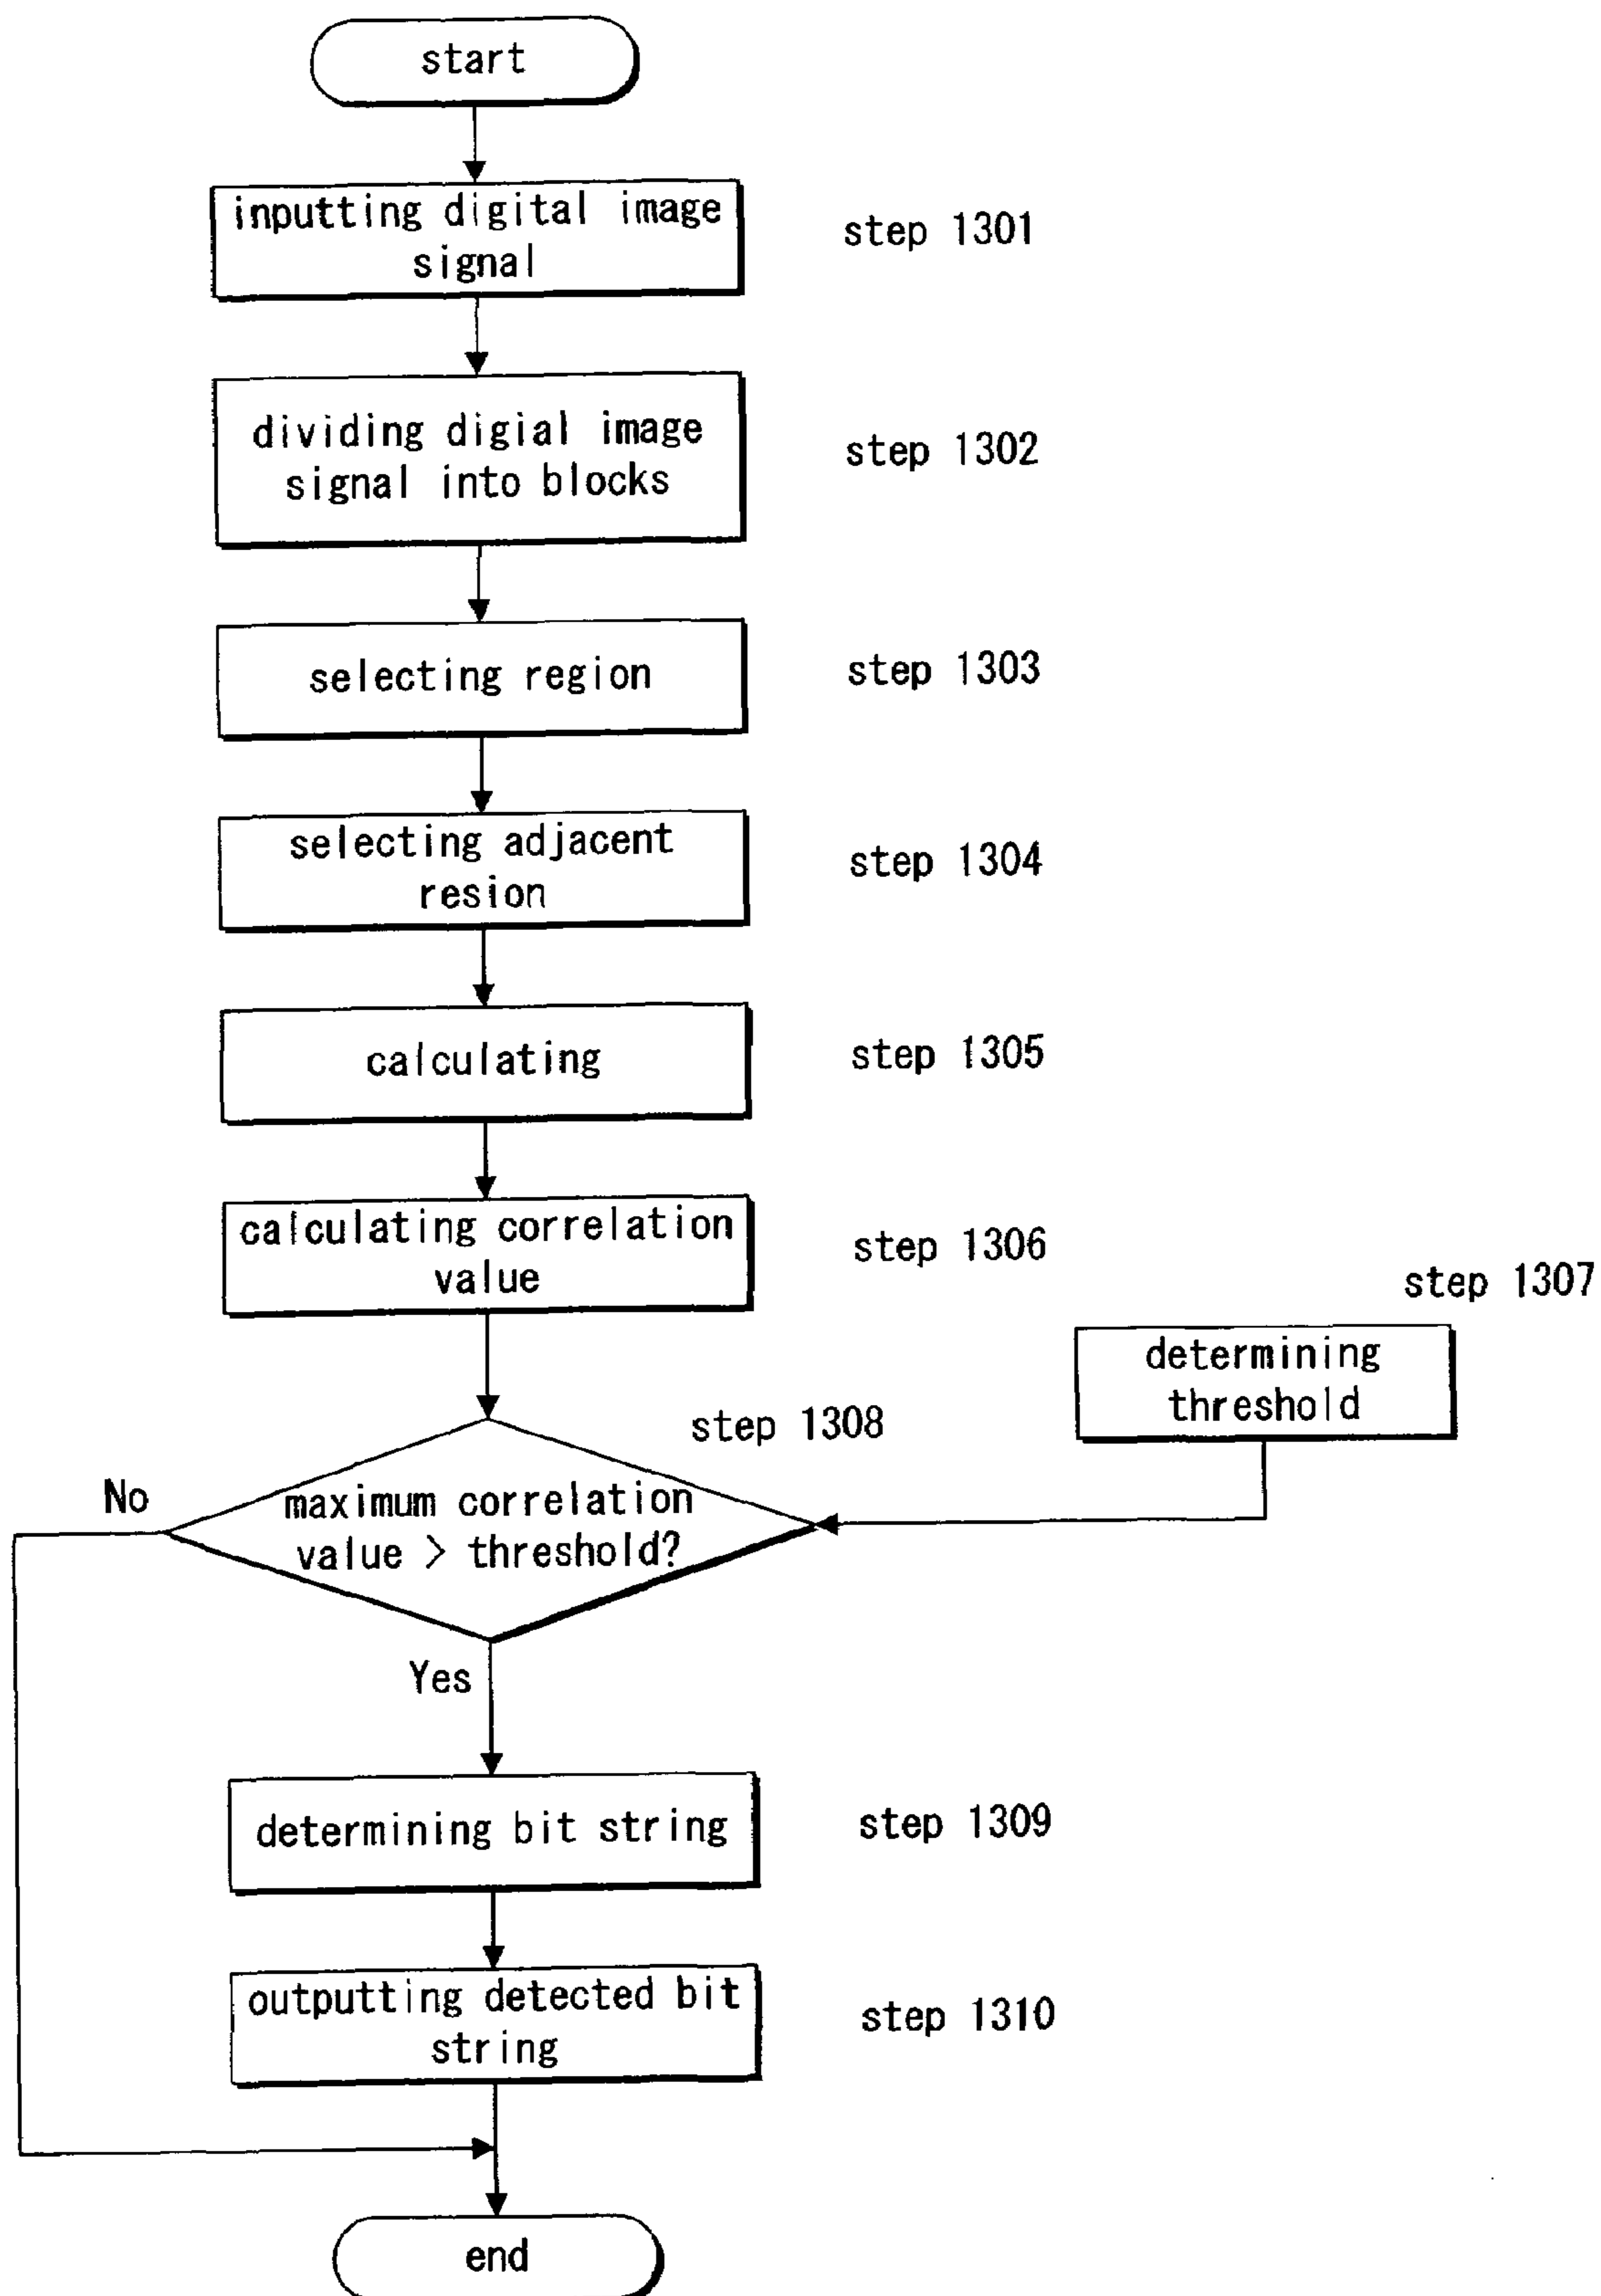 start
inputting digital image
signal
step 1301
dividing digial image
signal into blocks
step 1302
selecting region
step 1303
selecting adjacent
resion
step 1304
calculating
step 1305
calculating correlation
value
step 1306
step 1307
determining
threshold
step 1308
No
maximum correlation
value > threshold?
Yes
determining bit string
step 1309
outputting detected bit
string
step 1310
end